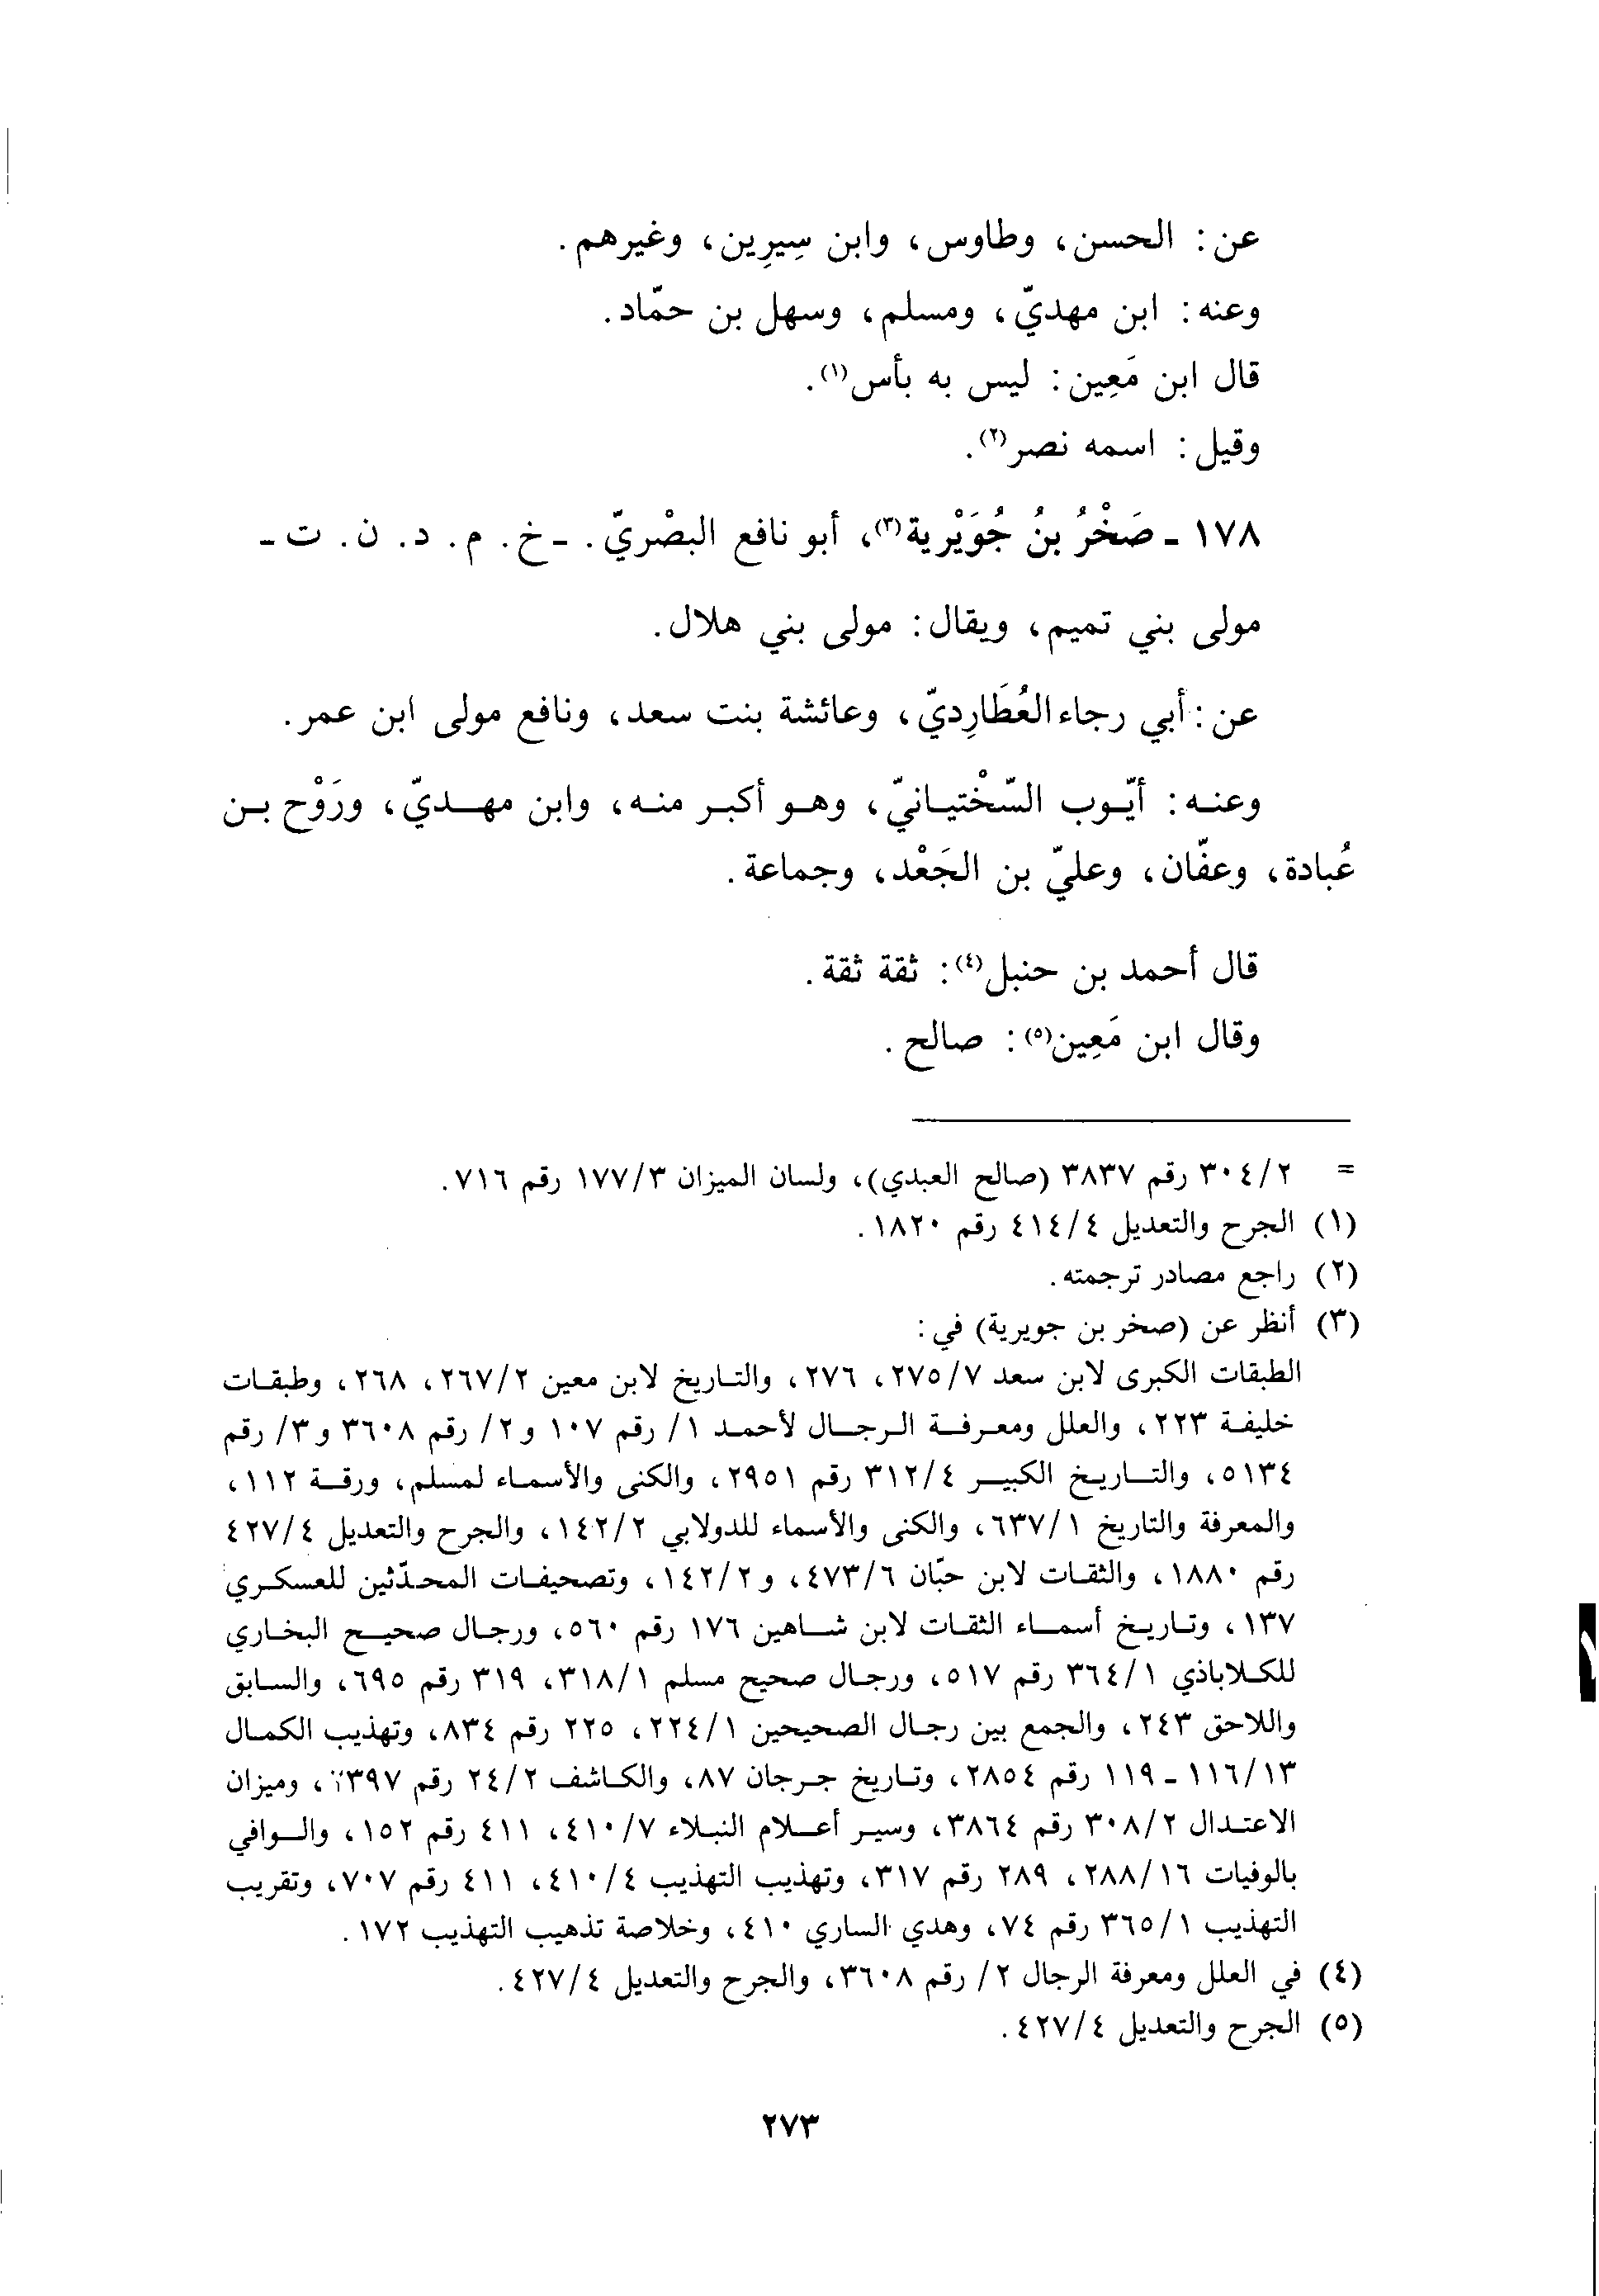 عن: الحسن، وطاوس، وابن سِيرِين، وغيرهم.
وعنه: ابن مهديّ، ومسلم، وسهل بن حمّاد.
قال ابن مَعِين: ليس به بأس(١).
وقيل: اسمه نصر(٢).
١٧٨ ـ صَخْرُ بنُ جُوَيْرية(٣)، أبو نافع البصْريّ. ـ خ. م. د. ن. ت ـ
مولى بني تميم، ويقال: مولى بني هلال.
عن: أبي رجاء العُطَارِديّ، وعائشة بنت سعد، ونافع مولى ابن عمر.
وعنه: أيّوب السّخْتيانيّ، وهو أكبر منه، وابن مهديّ، ورَوْح بن
عُبادة، وعفّان، وعليّ بن الجَعْد، وجماعة.
قال أحمد بن حنبل(٤): ثقة ثقة.
وقال ابن مَعِين(٥): صالح.
= ٣٠٤/٢ رقم ٣٨٣٧ (صالح العبدي)، ولسان الميزان ١٧٧/٣ رقم ٧١٦.
(١) الجرح والتعديل ٤١٤/٤ رقم ١٨٢٠.
(٢) راجع مصادر ترجمته.
(٣) أنظر عن (صخر بن جويرية) في:
الطبقات الكبرى لابن سعد ٢٧٥/٧، ٢٧٦، والتاريخ لابن معين ٢٦٧/٢، ٢٦٨، وطبقات
خليفة ٢٢٣، والعلل ومعرفة الرجال لأحمد ١/ رقم ١٠٧ و٢/ رقم ٣٦٠٨ و٣/ رقم
٥١٣٤، والتاريخ الكبير ٣١٢/٤ رقم ٢٩٥١، والكنى والأسماء لمسلم، ورقة ١١٢،
والمعرفة والتاريخ ٦٣٧/١، والكنى والأسماء للدولابي ١٤٢/٢، والجرح والتعديل ٤٢٧/٤
رقم ١٨٨٠، والثقات لابن حبّان ٤٧٣/٦، و١٤٢/٢، وتصحيفات المحدّثين للعسكري
١٣٧، وتاريخ أسماء الثقات لابن شاهين ١٧٦ رقم ٥٦٠، ورجال صحيح البخاري
للكلاباذي ٣٦٤/١ رقم ٥١٧، ورجال صحيح مسلم ٣١٨/١، ٣١٩ رقم ٦٩٥، والسابق
واللاحق ٢٤٣، والجمع بين رجال الصحيحين ٢٢٤/١، ٢٢٥ رقم ٨٣٤، وتهذيب الكمال
١١٦/١٣ ـ ١١٩ رقم ٢٨٥٤، وتاريخ جرجان ٨٧، والكاشف ٢٤/٢ رقم ، وميزان
الاعتدال ٣٠٨/٢ رقم ٣٨٦٤، وسير أعلام النبلاء ٤١٠/٧، ٤١١ رقم ١٥٢، والوافي
بالوفيات ٢٨٨/١٦، ٢٨٩ رقم ٣١٧، وتهذيب التهذيب ٤١٠/٤، ٤١١ رقم ٧٠٧، وتقريب
التهذيب ٣٦٥/١ رقم ٧٤، وهدي الساري ٤١٠، وخلاصة تذهيب التهذيب ١٧٢.
(٤) في العلل ومعرفة الرجال ٢/ رقم ٣٦٠٨، والجرح والتعديل ٤٢٧/٤.
(٥) الجرح والتعديل ٤٢٧/٤.
٢٧٣